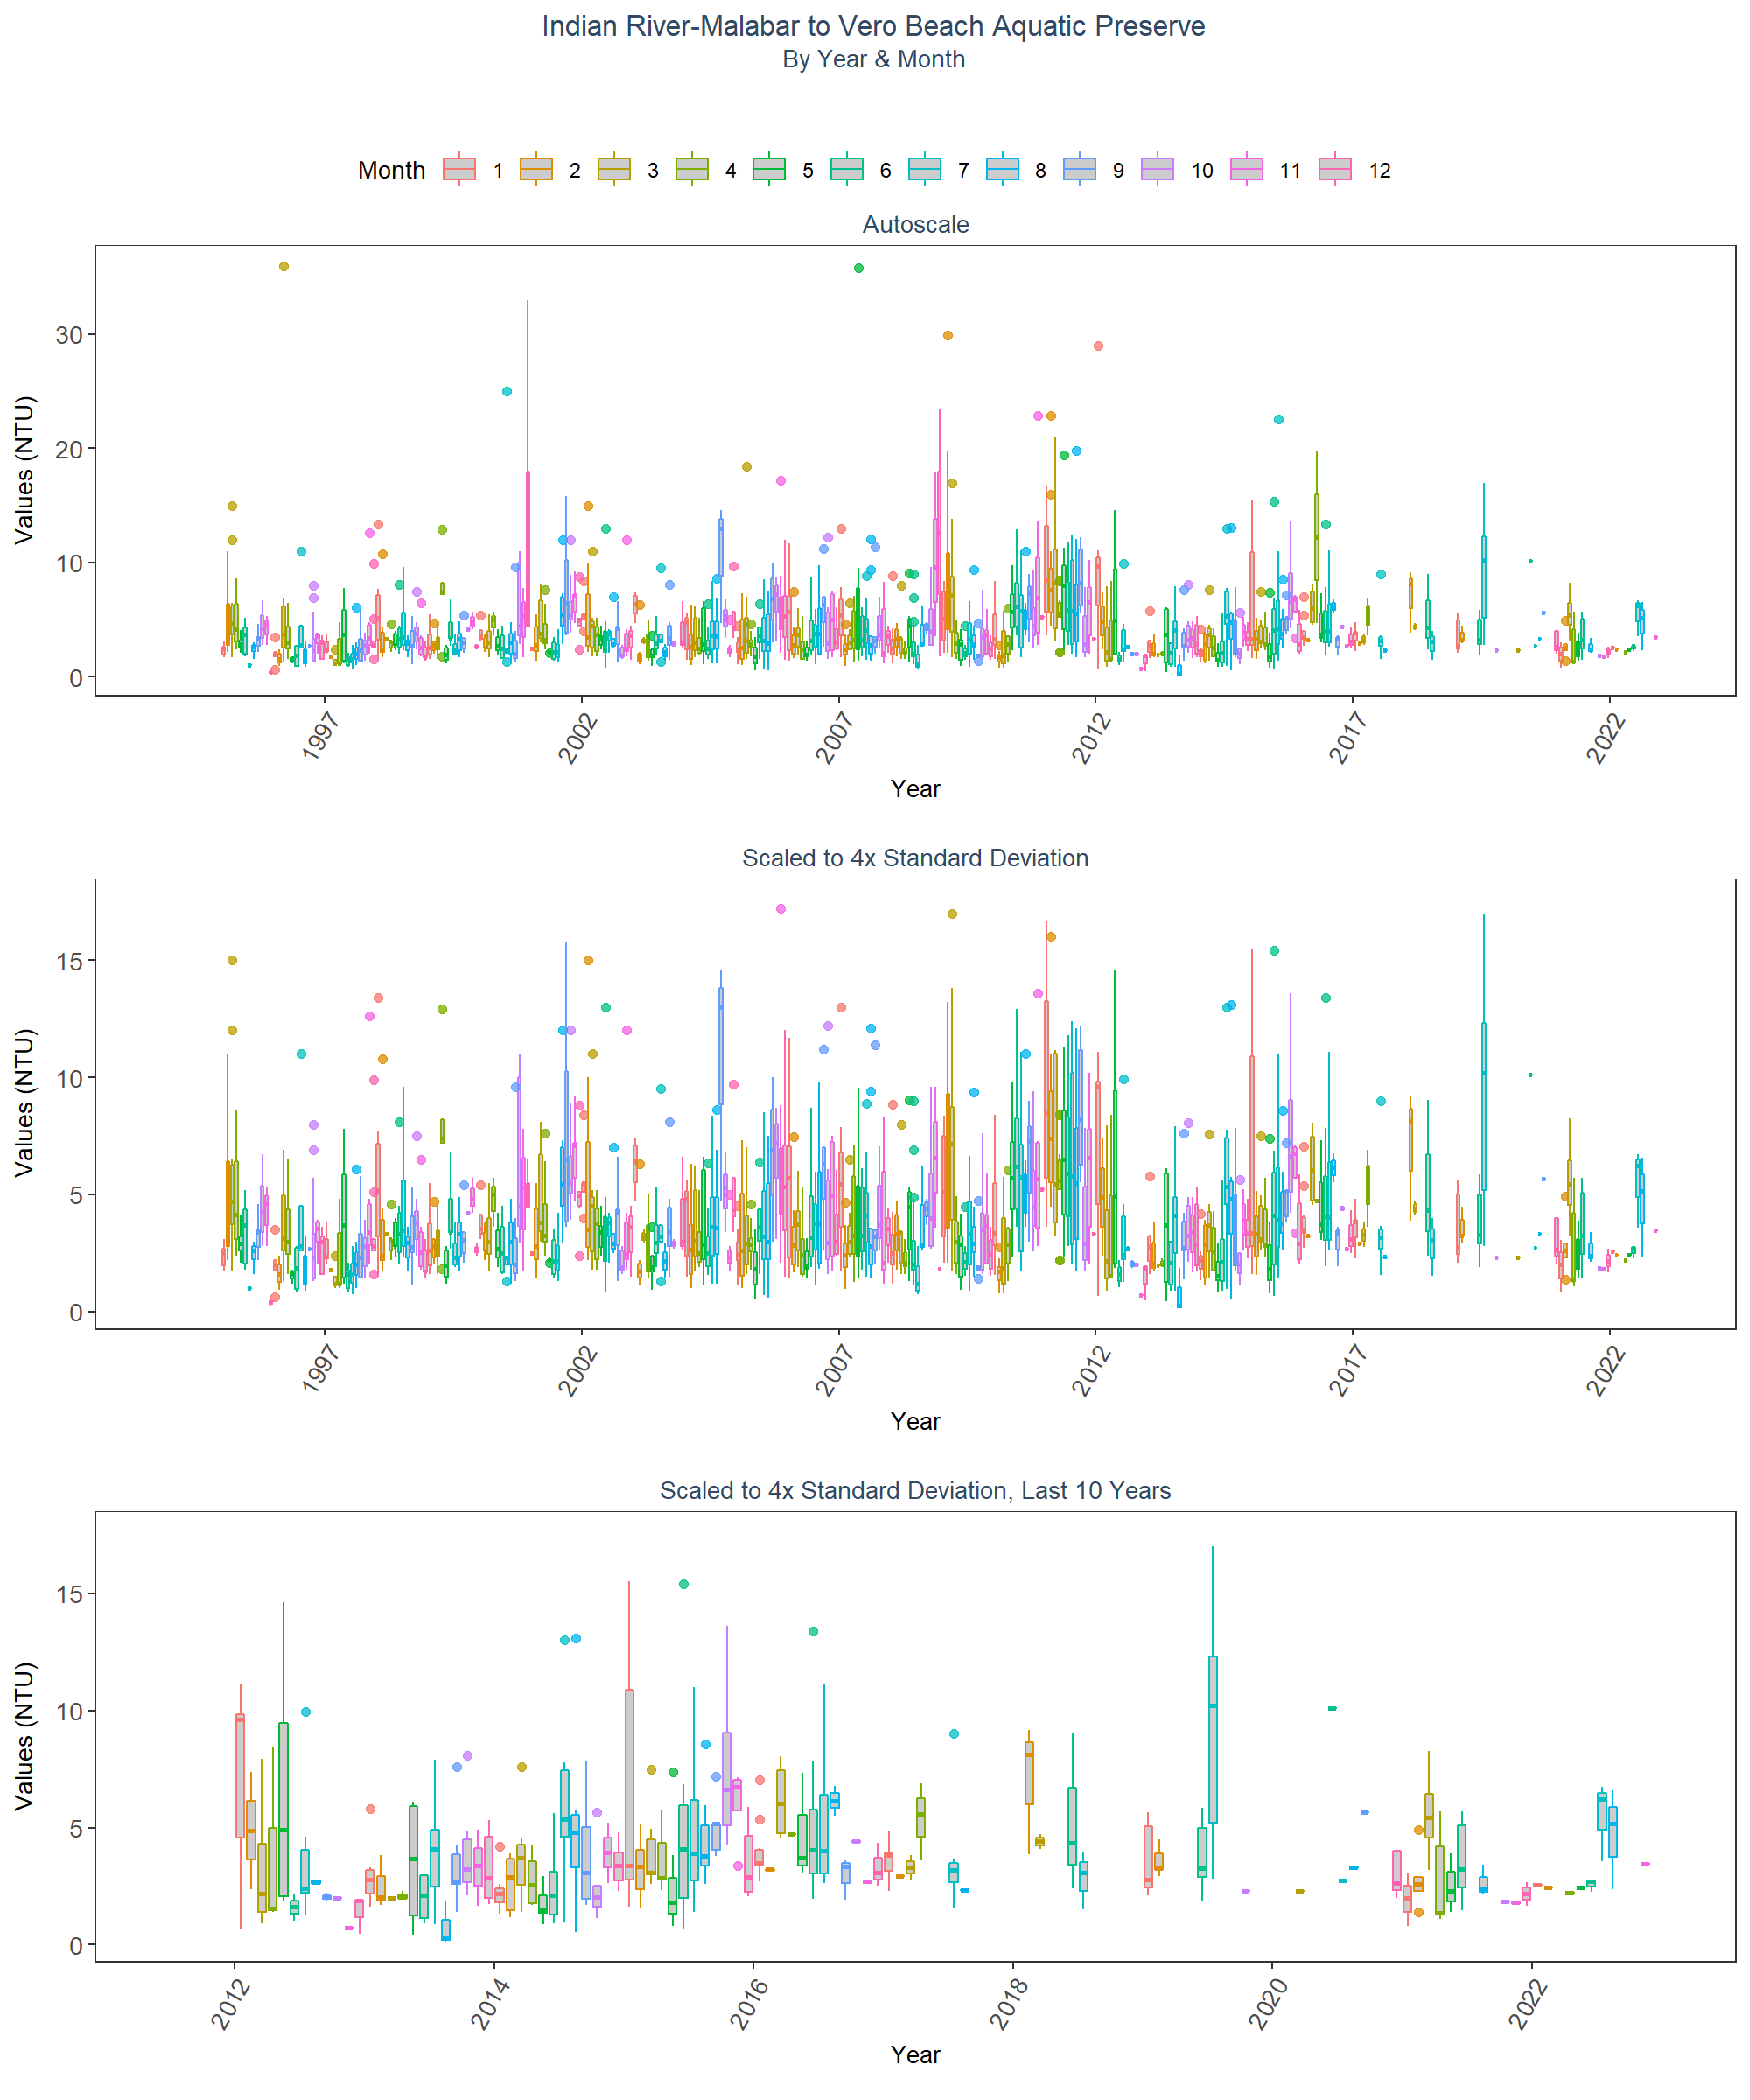 Indian River-Malabar to Vero Beach Aquatic Preserve
By Year & Month
Month 1 2 3 4 5 6 7 8 9 10 11 12
Autoscale
Values (NTU)
30
20
10
0
1997 2002 2007 2012 2017 2022
Year
Scaled to 4x Standard Deviation
Values (NTU)
15
10
5
0
1997 2002 2007 2012 2017 2022
Year
Scaled to 4x Standard Deviation, Last 10 Years
Values (NTU)
15
10
5
0
2012 2014 2016 2018 2020 2022
Year